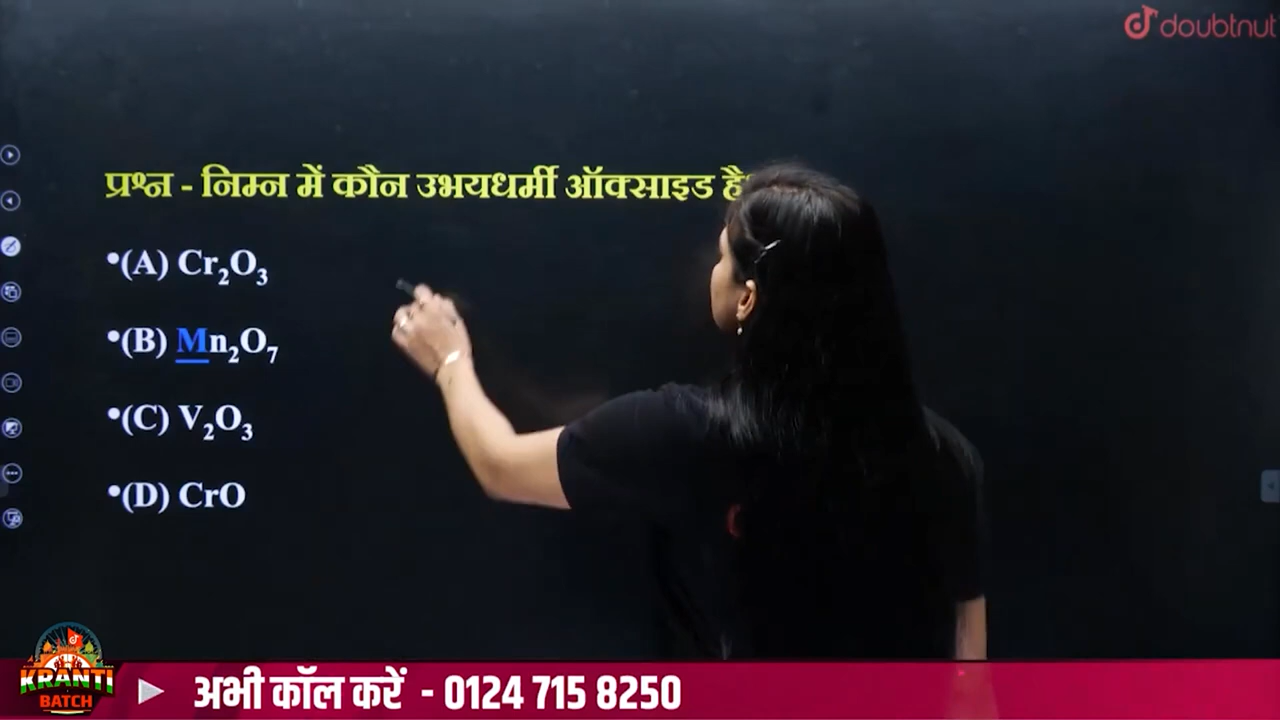 doubtnut
प्रश्न - निम्न में कौन उभयधर्मी ऑक्साइड है
•(A) Cr₂O₃
•(B) Mn₂O₇
•(C) V₂O₃
•(D) CrO
KRANTI
BATCH
अभी कॉल करें - 0124 715 8250